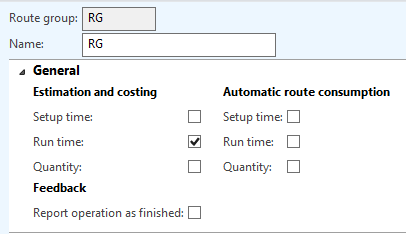 Route group: RG
Name: RG
General
Estimation and costing Automatic route consumption
Setup time: Setup time:
Run time: Run time:
Quantity: Quantity:
Feedback
Report operation as finished: